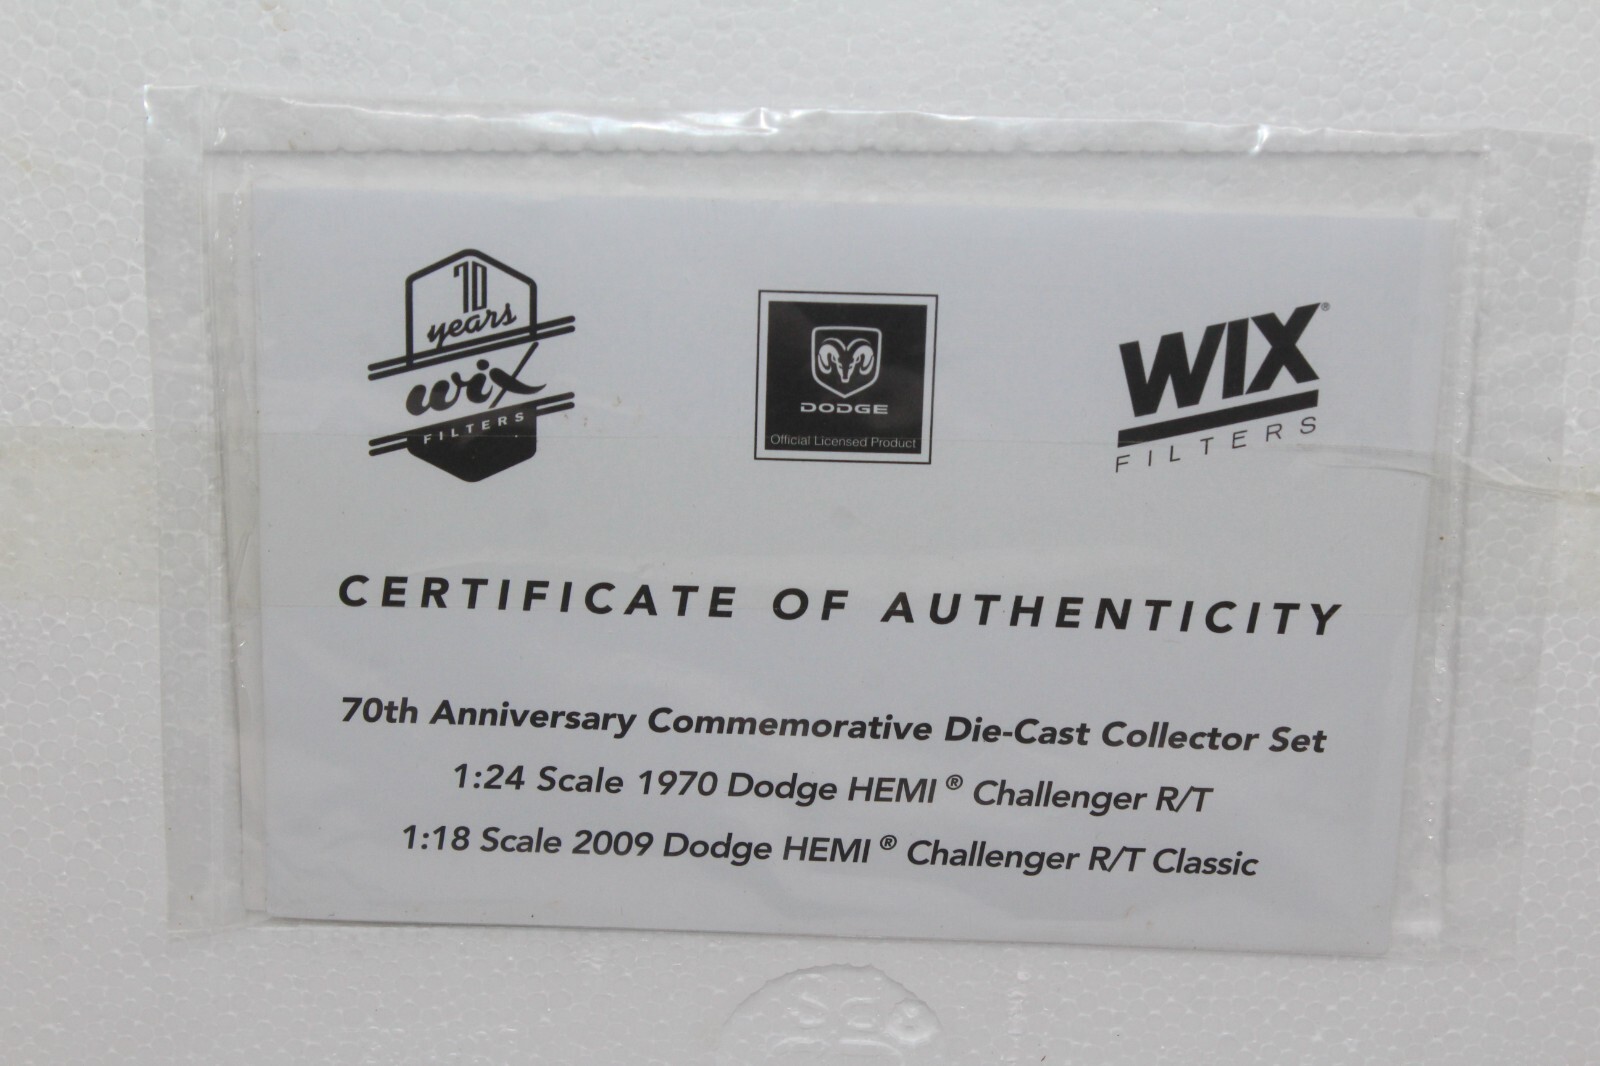 70
years
wix
FILTERS
DODGE
Official Licensed Product
WIX®
FILTERS
CERTIFICATE OF AUTHENTICITY
70th Anniversary Commemorative Die-Cast Collector Set
1:24 Scale 1970 Dodge HEMI® Challenger R/T
1:18 Scale 2009 Dodge HEMI® Challenger R/T Classic